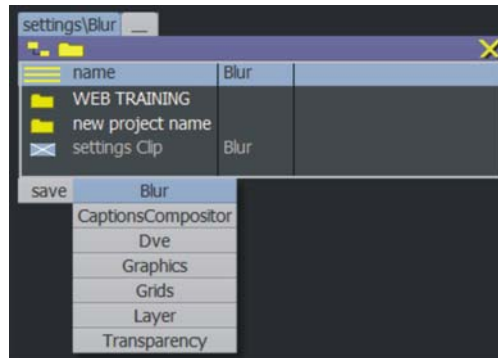 settings\Blur __
name Blur
WEB TRAINING
new project name
settings Clip Blur
save Blur
CaptionsCompositor
Dve
Graphics
Grids
Layer
Transparency